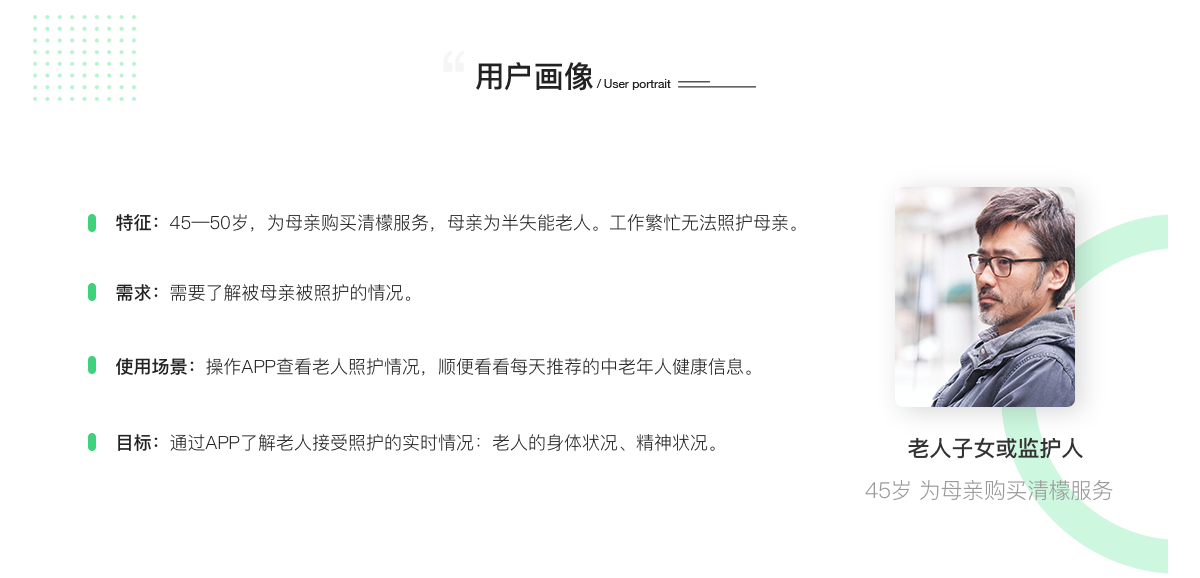 “ 用户画像 / User portrait
特征：45—50岁，为母亲购买清檬服务，母亲为半失能老人。工作繁忙无法照护母亲。
需求：需要了解被母亲被照护的情况。
使用场景：操作APP查看老人照护情况，顺便看看每天推荐的中老年人健康信息。
目标：通过APP了解老人接受照护的实时情况：老人的身体状况、精神状况。
老人子女或监护人
45岁 为母亲购买清檬服务